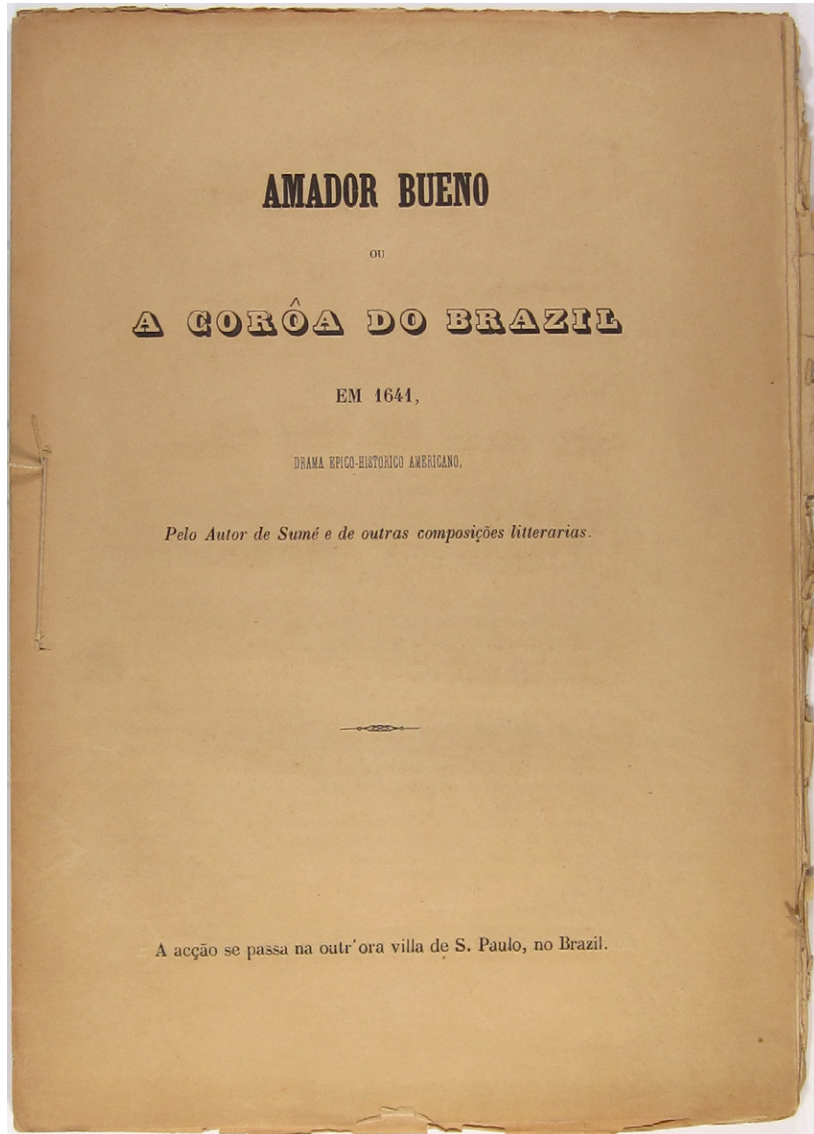 AMADOR BUENO
OU
A CORÔA DO BRAZIL
EM 1641,
DRAMA EPICO-HISTORICO AMERICANO,
Pelo Autor de Sumé e de outras composições litterarias.
A acção se passa na outr'ora villa de S. Paulo, no Brazil.